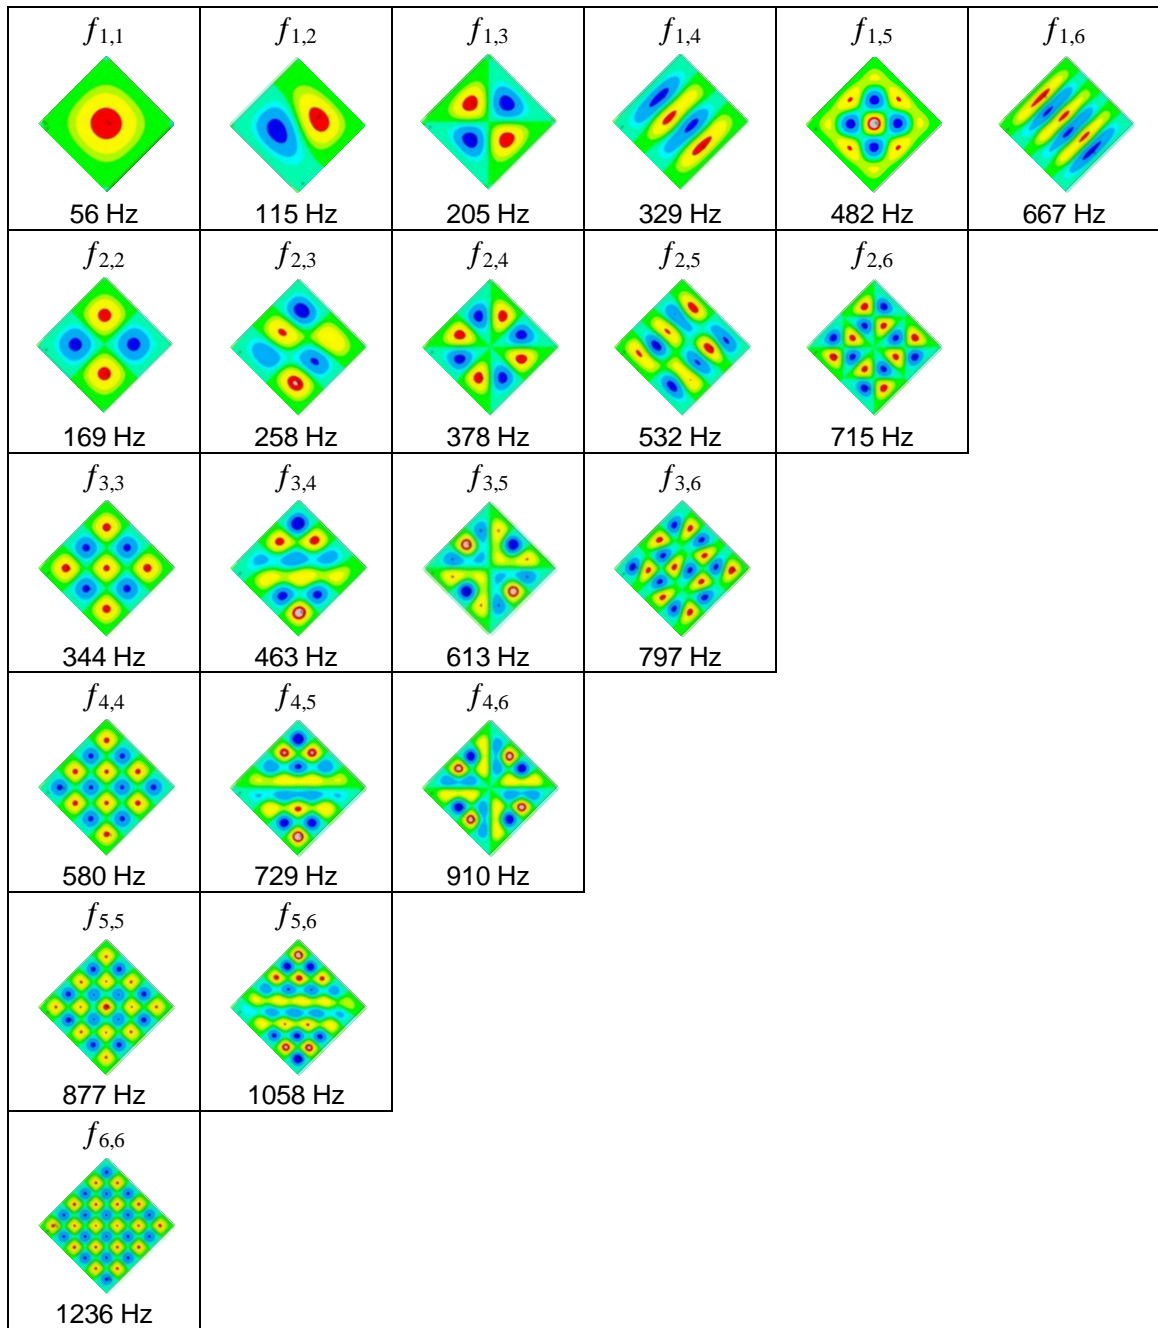 f1,1 f1,2 f1,3 f1,4 f1,5 f1,6
56 Hz 115 Hz 205 Hz 329 Hz 482 Hz 667 Hz
f2,2 f2,3 f2,4 f2,5 f2,6
169 Hz 258 Hz 378 Hz 532 Hz 715 Hz
f3,3 f3,4 f3,5 f3,6
344 Hz 463 Hz 613 Hz 797 Hz
f4,4 f4,5 f4,6
580 Hz 729 Hz 910 Hz
f5,5 f5,6
877 Hz 1058 Hz
f6,6
1236 Hz